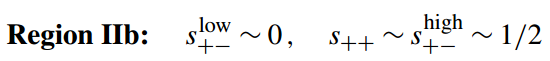 Region IIb: s₊₋^low ∼ 0, s₊₊ ∼ s₊₋^high ∼ 1/2